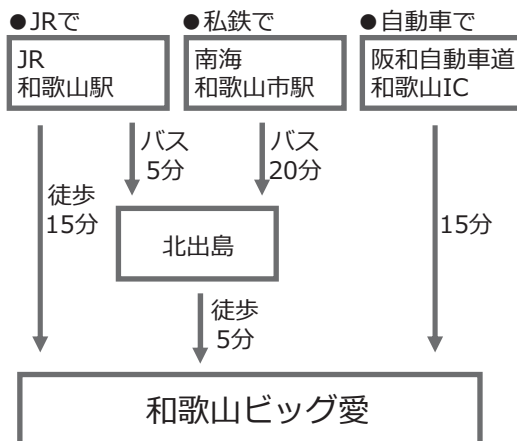 ●JRで
JR
和歌山駅
●私鉄で
南海
和歌山市駅
●自動車で
阪和自動車道
和歌山IC
バス
5分
バス
20分
徒歩
15分
15分
北出島
徒歩
5分
和歌山ビッグ愛